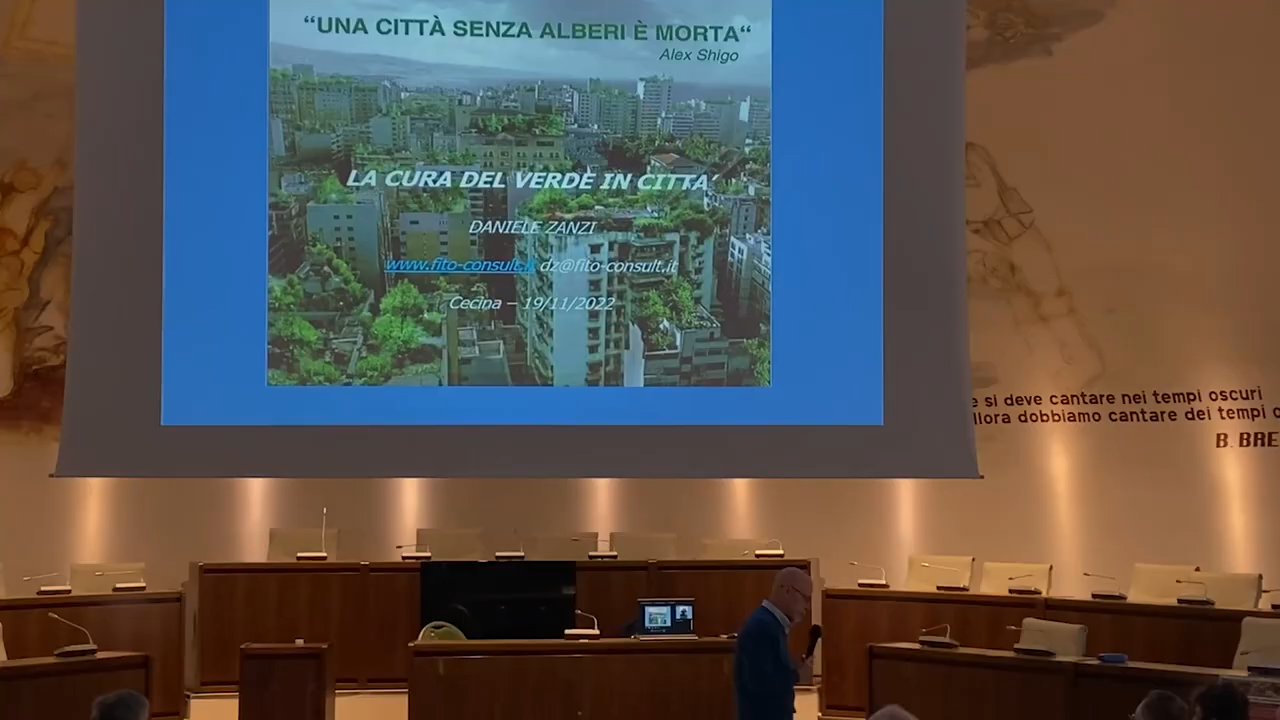 “UNA CITTÀ SENZA ALBERI È MORTA“
Alex Shigo
LA CURA DEL VERDE IN CITTA´
DANIELE ZANZI
www.fito-consult.it dz@fito-consult.it
Cecina – 19/11/2022
e si deve cantare nei tempi oscuri
llora dobbiamo cantare dei tempi o
B. BRE